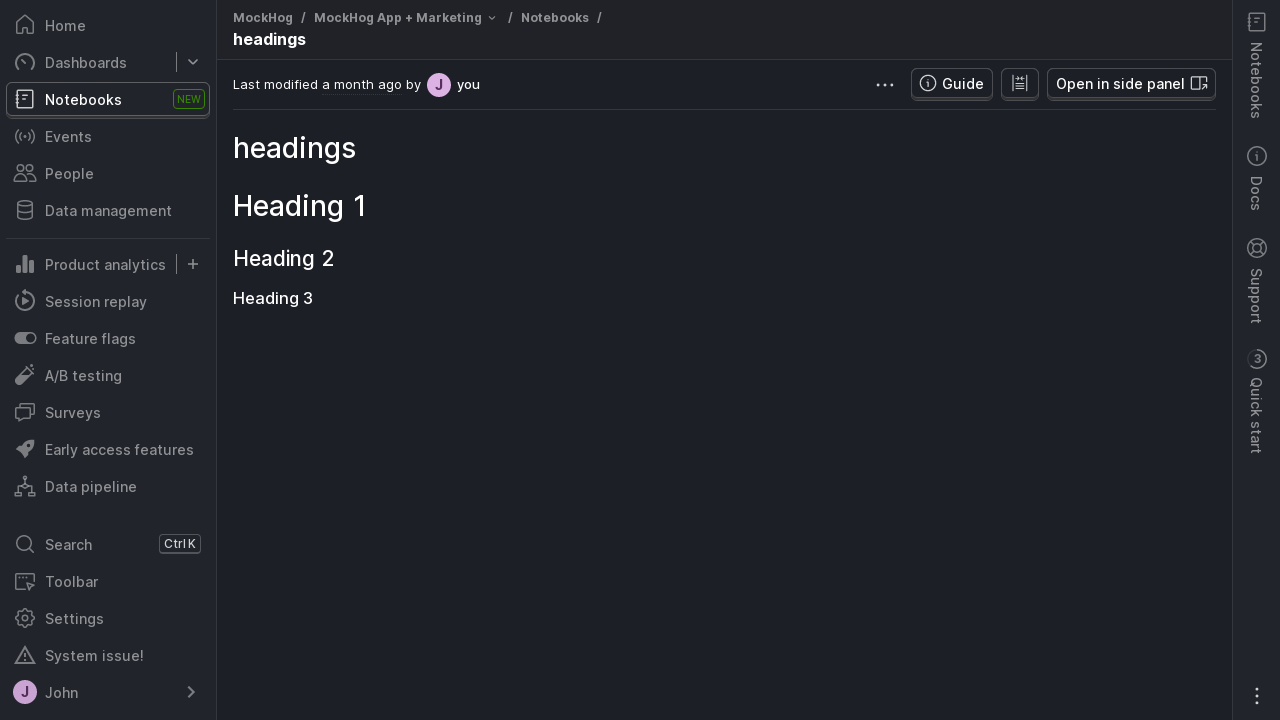 Home
Dashboards
Notebooks NEW
Events
People
Data management
Product analytics
Session replay
Feature flags
A/B testing
Surveys
Early access features
Data pipeline
Search Ctrl K
Toolbar
Settings
System issue!
J John
MockHog / MockHog App + Marketing / Notebooks /
headings
Last modified a month ago by J you
Guide
Open in side panel
headings
Heading 1
Heading 2
Heading 3
Notebooks
Docs
Support
3 Quick start